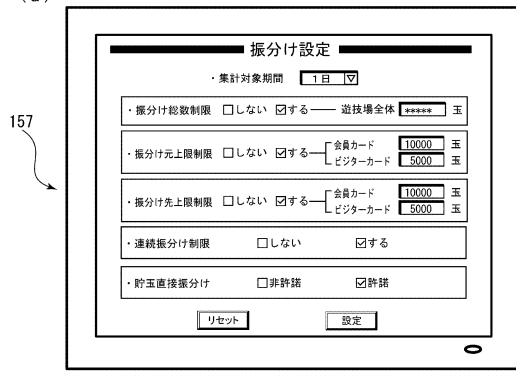 (a)
157
振分け設定
・集計対象期間 1日 ▽
・振分け総数制限 □しない ☑する 遊技場全体 ***** 玉
・振分け元上限制限 □しない ☑する 会員カード 10000 玉
ビジターカード 5000 玉
・振分け先上限制限 □しない ☑する 会員カード 10000 玉
ビジターカード 5000 玉
・連続振分け制限 □しない ☑する
・貯玉直接振分け □非許諾 ☑許諾
リセット 設定